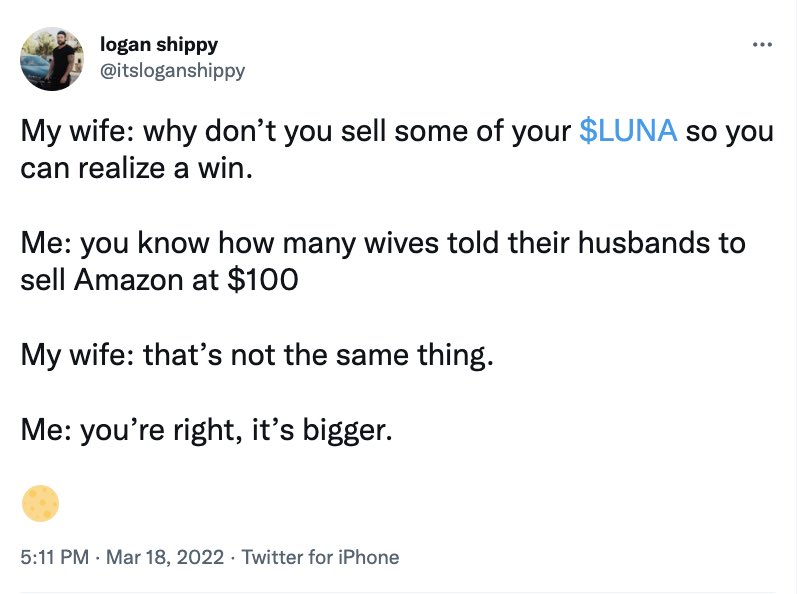 logan shippy
@itsloganshippy
My wife: why don’t you sell some of your $LUNA so you
can realize a win.
Me: you know how many wives told their husbands to
sell Amazon at $100
My wife: that’s not the same thing.
Me: you’re right, it’s bigger.
5:11 PM · Mar 18, 2022 · Twitter for iPhone